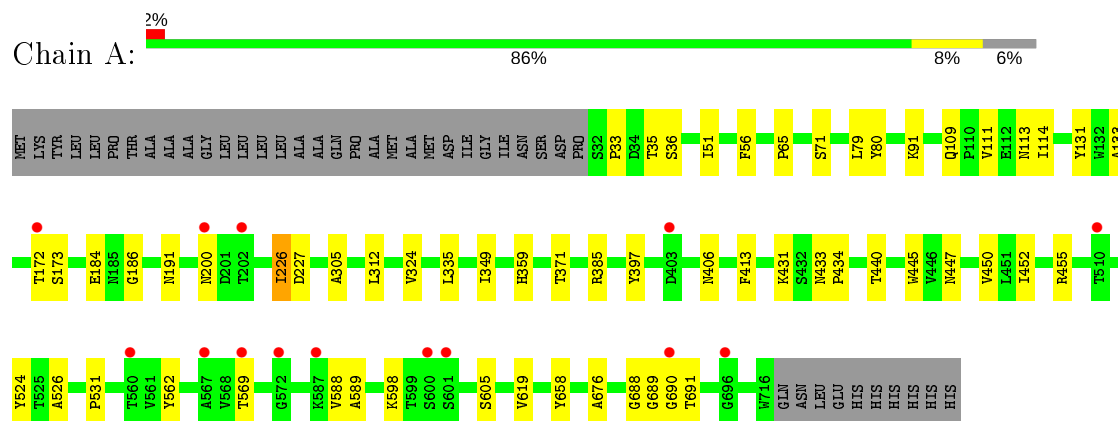 2%
Chain A:
86% 8% 6%
MET LYS TYR LEU LEU PRO THR ALA ALA ALA GLY LEU LEU LEU LEU ALA ALA GLN PRO ALA MET ALA MET ASP ILE GLY ILE ASN SER ASP PRO S32 P33 D34 T35 S36 I51 F56 P65 S71 L79 Y80 K91 Q109 P110 V111 E112 N113 I114 Y131 W132 A133
T172 S173 E184 N185 G186 N191 N200 D201 T202 I226 D227 A305 L312 V324 L335 I349 H359 T371 R385 Y397 D403 N406 F413 K431 S432 N433 P434 T440 W445 V446 N447 V450 L451 I452 R455 T510
Y524 T525 A526 P531 T560 V561 Y562 A567 V568 T569 G572 K587 V588 A589 K598 T599 S600 S601 S605 V619 Y658 A676 G688 G689 G690 T691 G696 W716 GLN ASN LEU GLU HIS HIS HIS HIS HIS HIS